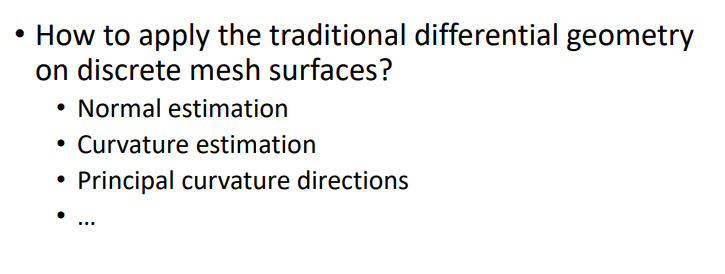 • How to apply the traditional differential geometry
on discrete mesh surfaces?
• Normal estimation
• Curvature estimation
• Principal curvature directions
• ...